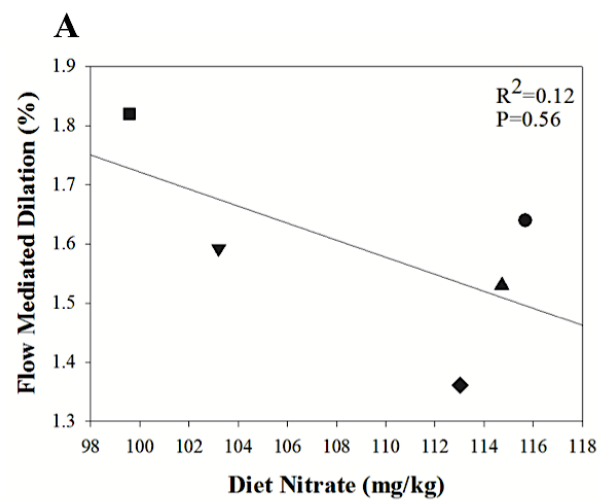 A
1.9
1.8
1.7
1.6
1.5
1.4
1.3
Flow Mediated Dilation (%)
R²=0.12
P=0.56
98 100 102 104 106 108 110 112 114 116 118
Diet Nitrate (mg/kg)